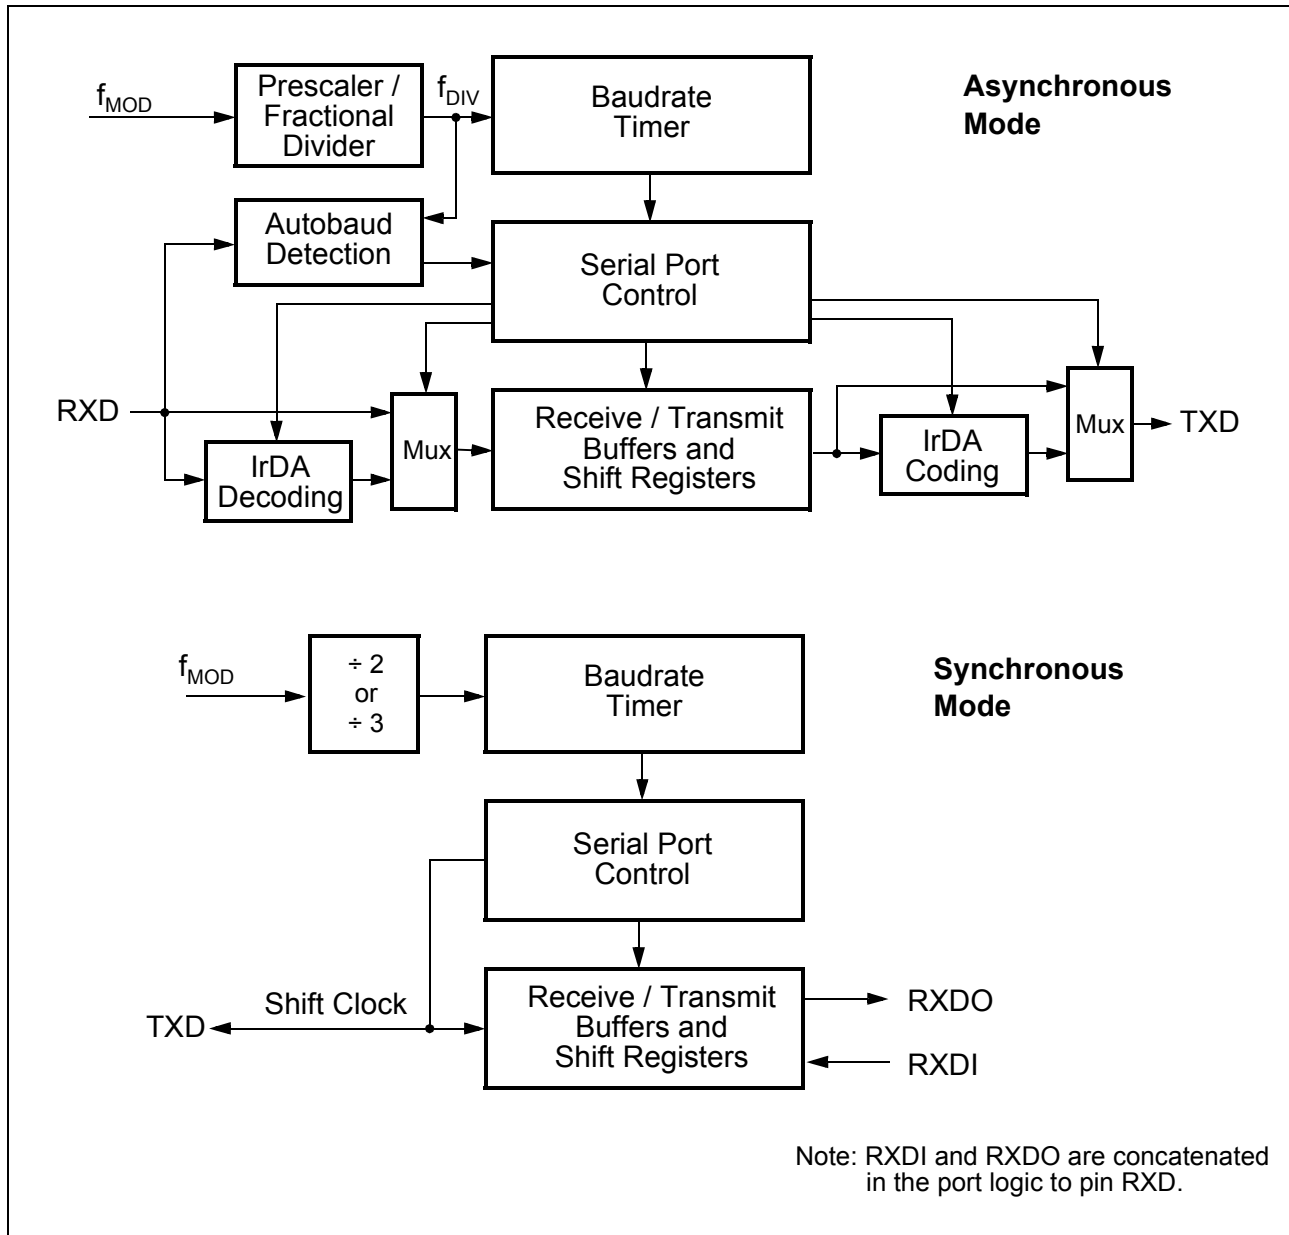 f_MOD
Prescaler /
Fractional
Divider
f_DIV
Baudrate
Timer
Asynchronous
Mode
Autobaud
Detection
Serial Port
Control
RXD
IrDA
Decoding
Mux
Receive / Transmit
Buffers and
Shift Registers
IrDA
Coding
Mux
TXD
f_MOD
÷ 2
or
÷ 3
Baudrate
Timer
Synchronous
Mode
Serial Port
Control
TXD
Shift Clock
Receive / Transmit
Buffers and
Shift Registers
RXDO
RXDI
Note: RXDI and RXDO are concatenated
in the port logic to pin RXD.